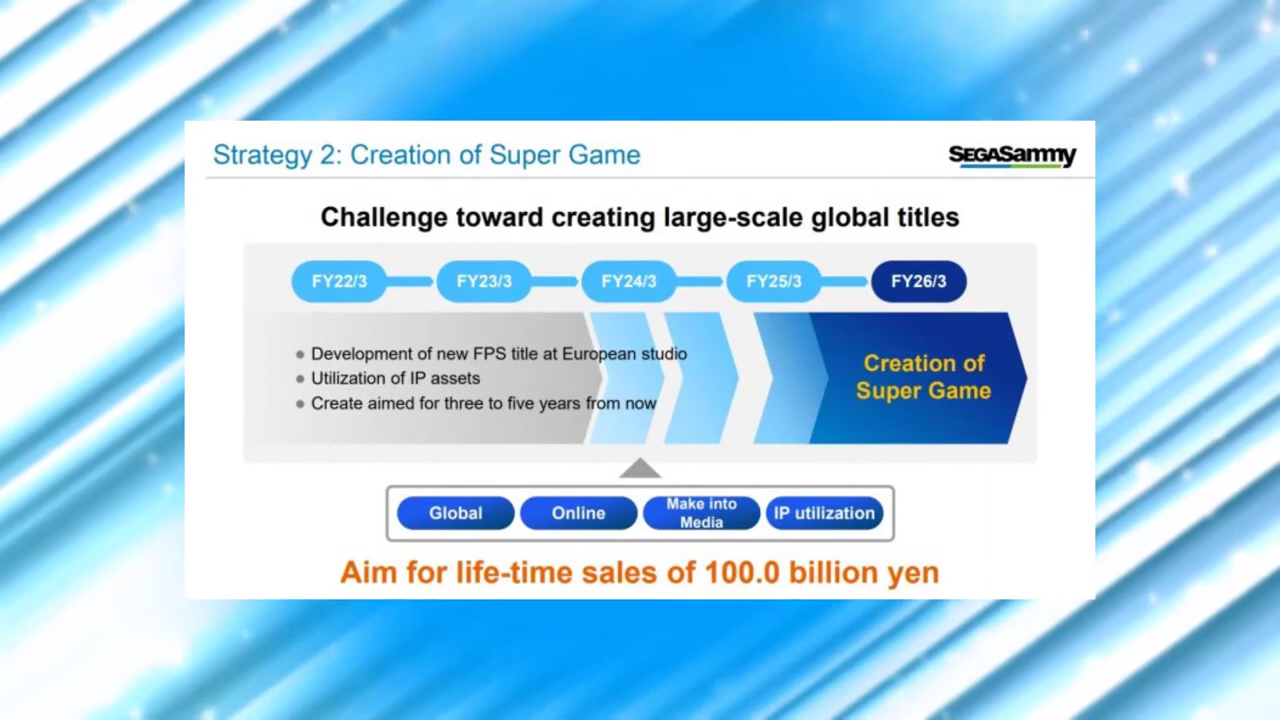 Strategy 2: Creation of Super Game
SEGASammy
Challenge toward creating large-scale global titles
FY22/3 FY23/3 FY24/3 FY25/3 FY26/3
● Development of new FPS title at European studio
● Utilization of IP assets
● Create aimed for three to five years from now
Creation of
Super Game
Global
Online
Make into
Media
IP utilization
Aim for life-time sales of 100.0 billion yen